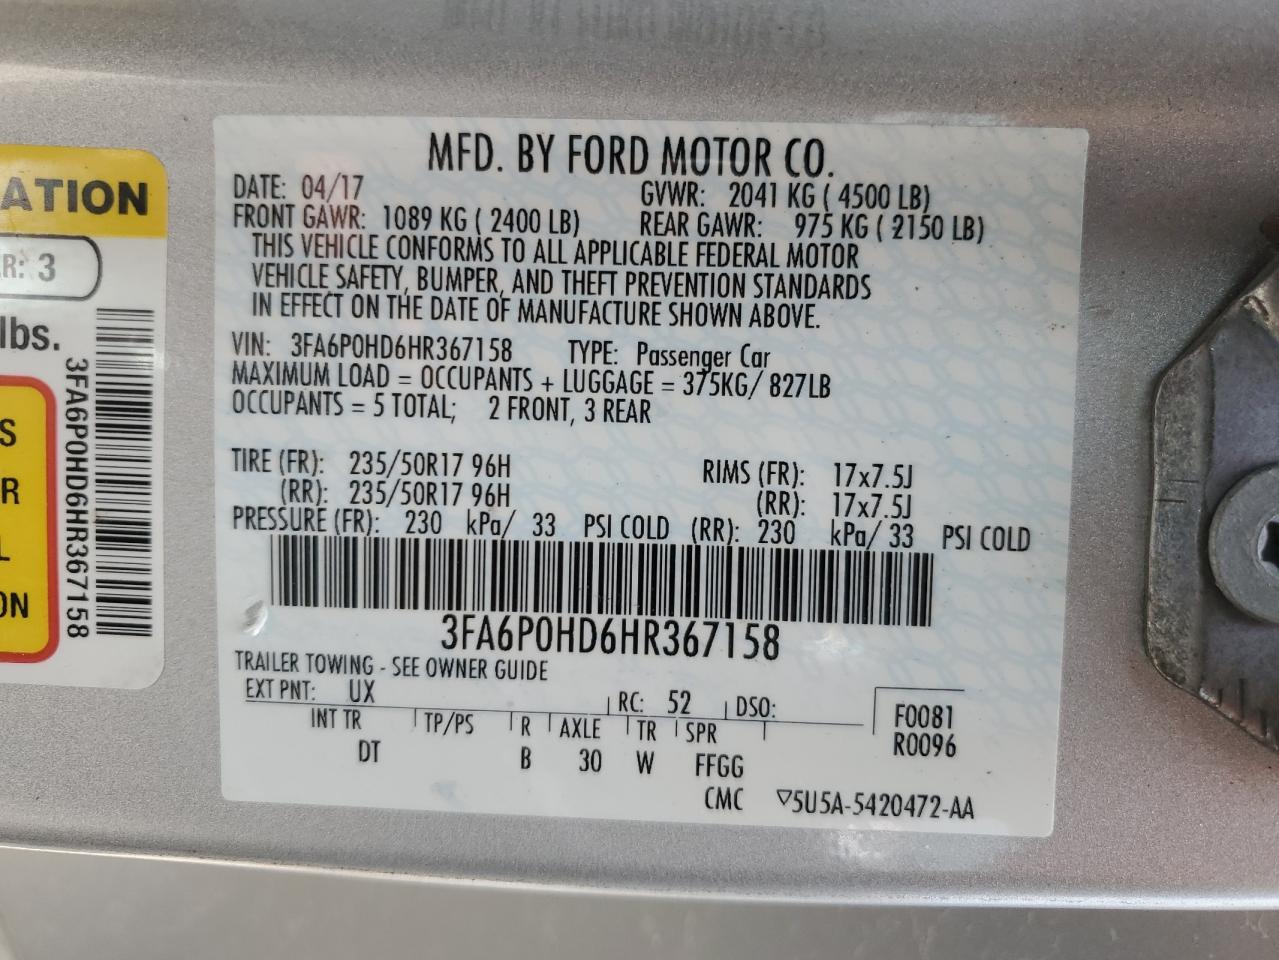 ATION
R: 3
lbs.
S
R
L
ON
3FA6P0HD6HR367158
MFD. BY FORD MOTOR CO.
DATE: 04/17 GVWR: 2041 KG ( 4500 LB)
FRONT GAWR: 1089 KG ( 2400 LB) REAR GAWR: 975 KG ( 2150 LB)
THIS VEHICLE CONFORMS TO ALL APPLICABLE FEDERAL MOTOR
VEHICLE SAFETY, BUMPER, AND THEFT PREVENTION STANDARDS
IN EFFECT ON THE DATE OF MANUFACTURE SHOWN ABOVE.
VIN: 3FA6P0HD6HR367158 TYPE: Passenger Car
MAXIMUM LOAD = OCCUPANTS + LUGGAGE = 375KG/ 827LB
OCCUPANTS = 5 TOTAL; 2 FRONT, 3 REAR
TIRE (FR): 235/50R17 96H RIMS (FR): 17x7.5J
(RR): 235/50R17 96H (RR): 17x7.5J
PRESSURE (FR): 230 kPa/ 33 PSI COLD (RR): 230 kPa/ 33 PSI COLD
3FA6P0HD6HR367158
TRAILER TOWING - SEE OWNER GUIDE
EXT PNT: UX RC: 52 DSO:
INT TR TP/PS R AXLE TR SPR F0081
DT B 30 W FFGG R0096
CMC ▽5U5A-5420472-AA